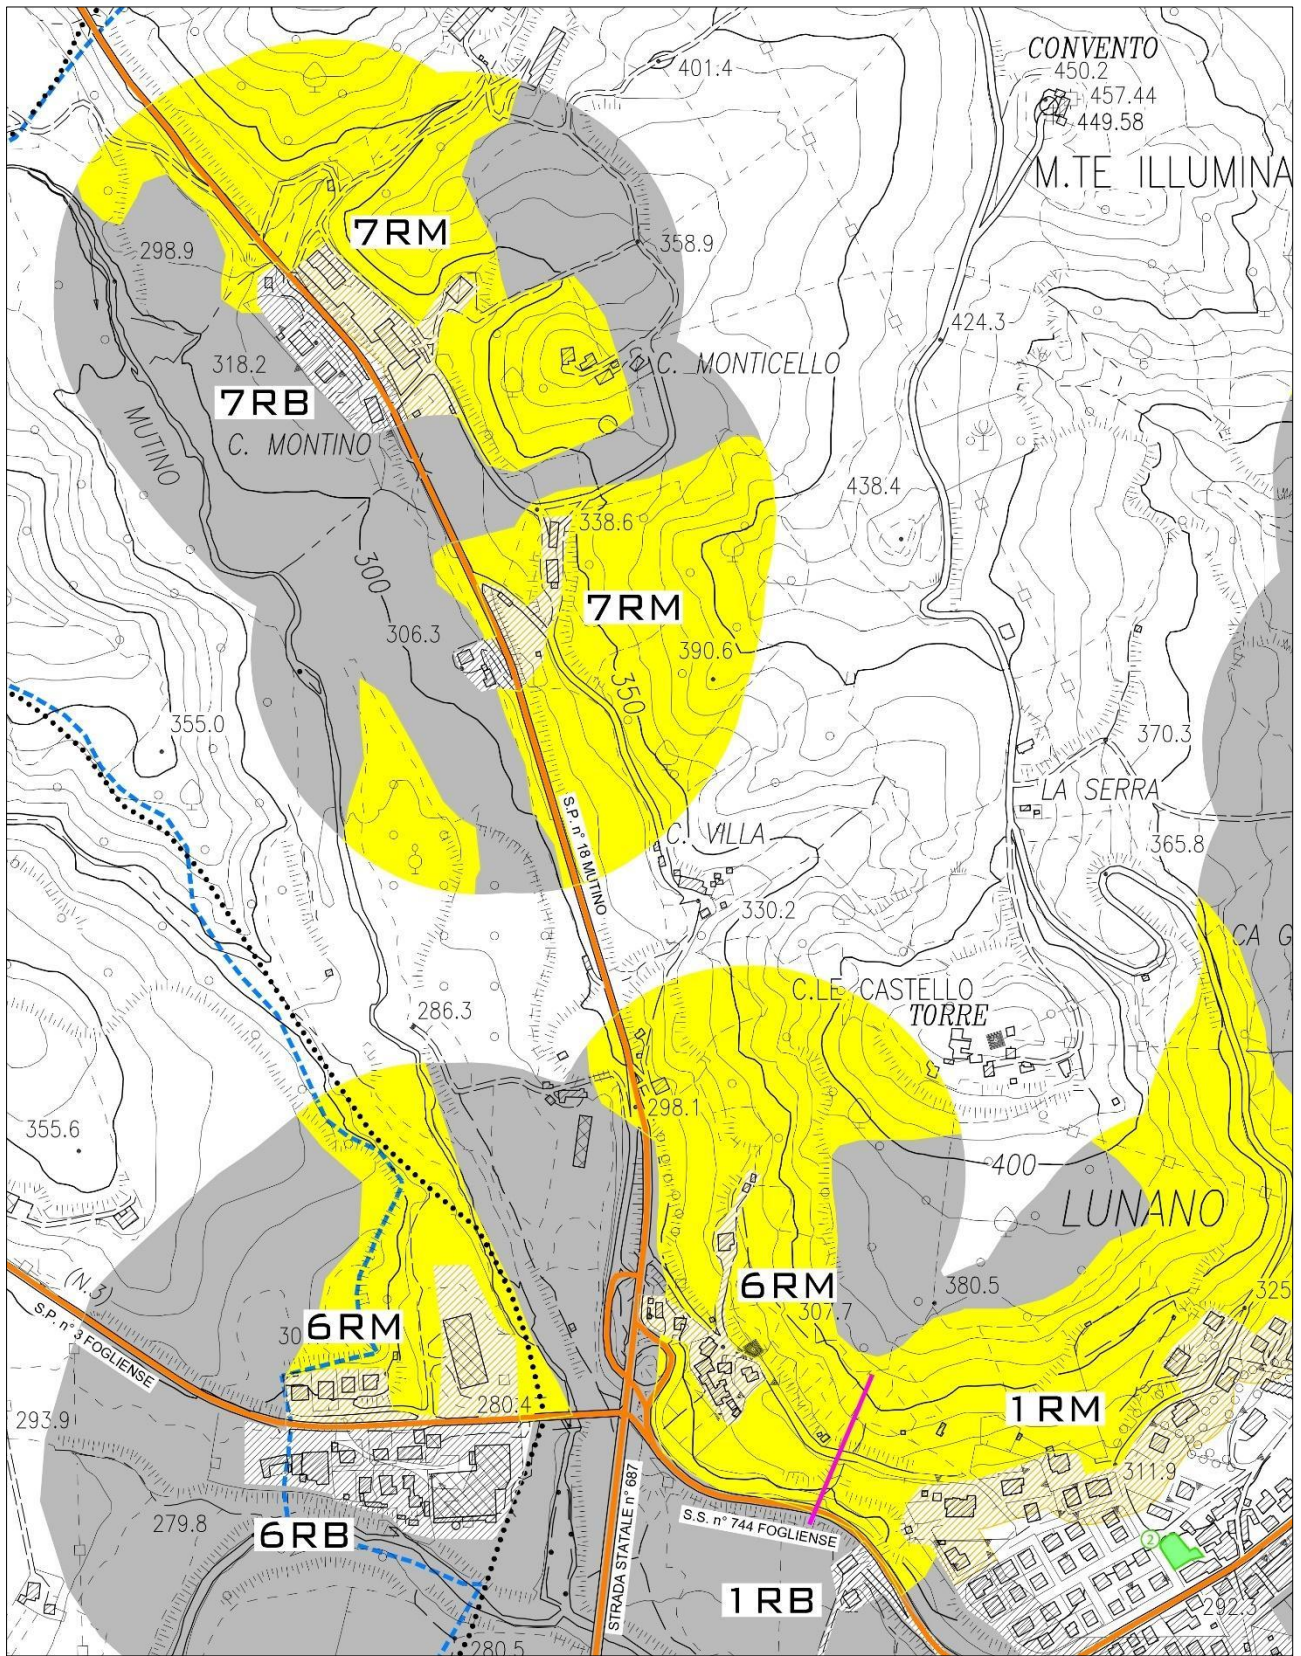 CONVENTO
450.2
401.4
457.44
449.58
M.TE ILLUMINA
7RM
358.9
298.9
424.3
318.2
C. MONTICELLO
7RB
MUTINO
C. MONTINO
438.4
338.6
300
7RM
306.3
390.6
350
355.0
370.3
LA SERRA
S.P. n° 18 MUTINO
C. VILLA
365.8
330.2
CA G
C.LE CASTELLO
TORRE
286.3
298.1
355.6
400
LUNANO
(N.3)
6RM
307.7
380.5
325
S.P. n° 3 FOGLIENSE
30
6RM
280.4
1RM
293.9
311.9
STRADA STATALE n° 687
S.S. n° 744 FOGLIENSE
279.8
6RB
2
1RB
292.3
280.5